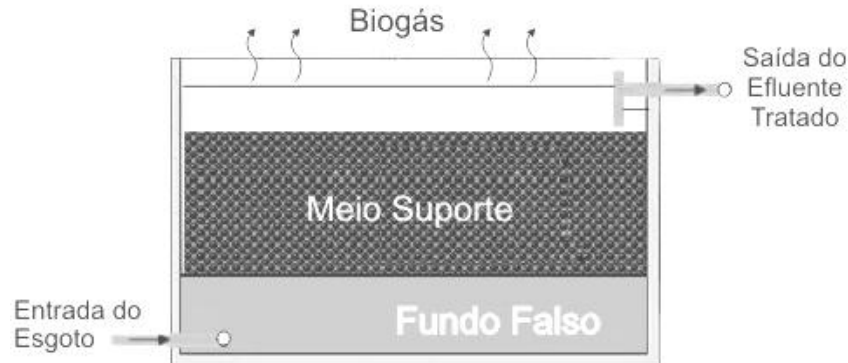 Biogás
Saída do
Efluente
Tratado
Meio Suporte
Entrada do
Esgoto
Fundo Falso